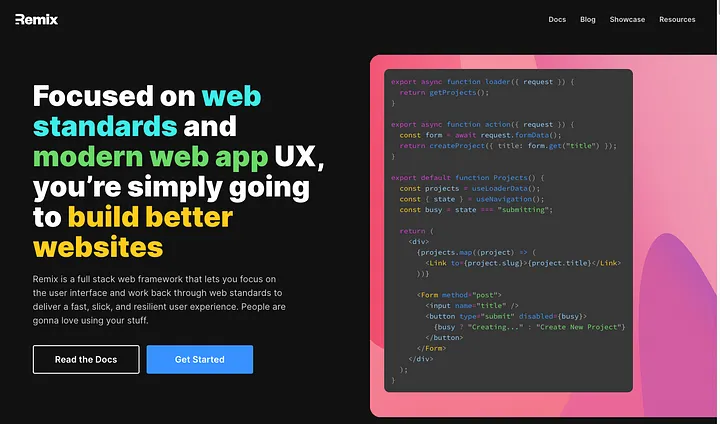 Remix
Docs Blog Showcase Resources
Focused on web
standards and
modern web app UX,
you’re simply going
to build better
websites
Remix is a full stack web framework that lets you focus on
the user interface and work back through web standards to
deliver a fast, slick, and resilient user experience. People are
gonna love using your stuff.
Read the Docs Get Started
export async function loader({ request }) {
  return getProjects();
}

export async function action({ request }) {
  const form = await request.formData();
  return createProject({ title: form.get("title") });
}

export default function Projects() {
  const projects = useLoaderData();
  const { state } = useNavigation();
  const busy = state === "submitting";

  return (
    <div>
      {projects.map((project) => (
        <Link to={project.slug}>{project.title}</Link>
      ))}

      <Form method="post">
        <input name="title" />
        <button type="submit" disabled={busy}>
          {busy ? "Creating..." : "Create New Project"}
        </button>
      </Form>
    </div>
  );
}